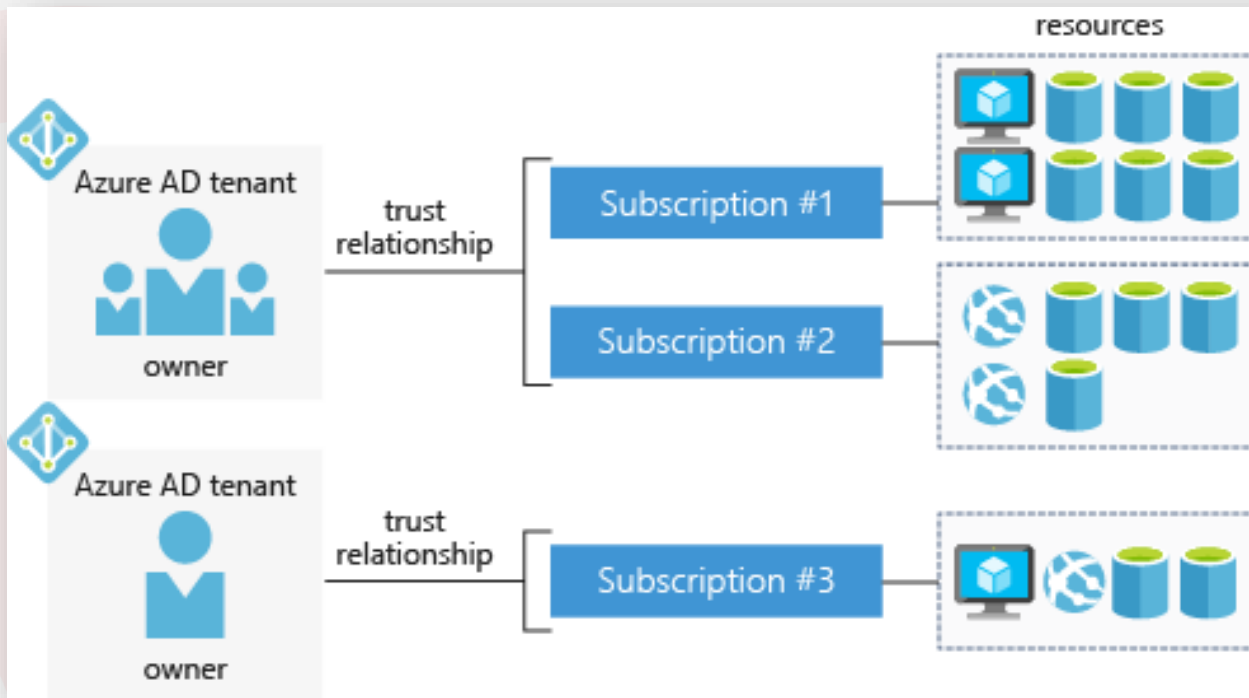 resources
Azure AD tenant
owner
trust
relationship
Subscription #1
Subscription #2
Azure AD tenant
owner
trust
relationship
Subscription #3